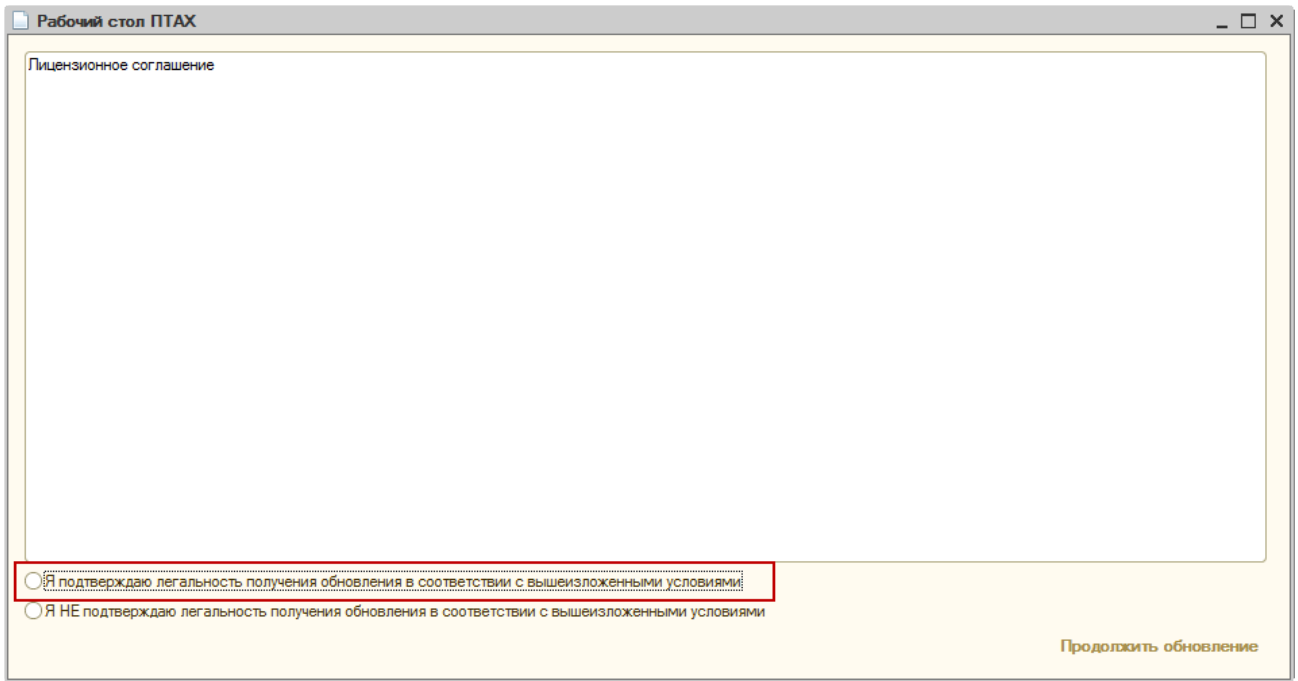 Рабочий стол ПТАХ
Лицензионное соглашение
Я подтверждаю легальность получения обновления в соответствии с вышеизложенными условиями
Я НЕ подтверждаю легальность получения обновления в соответствии с вышеизложенными условиями
Продолжить обновление